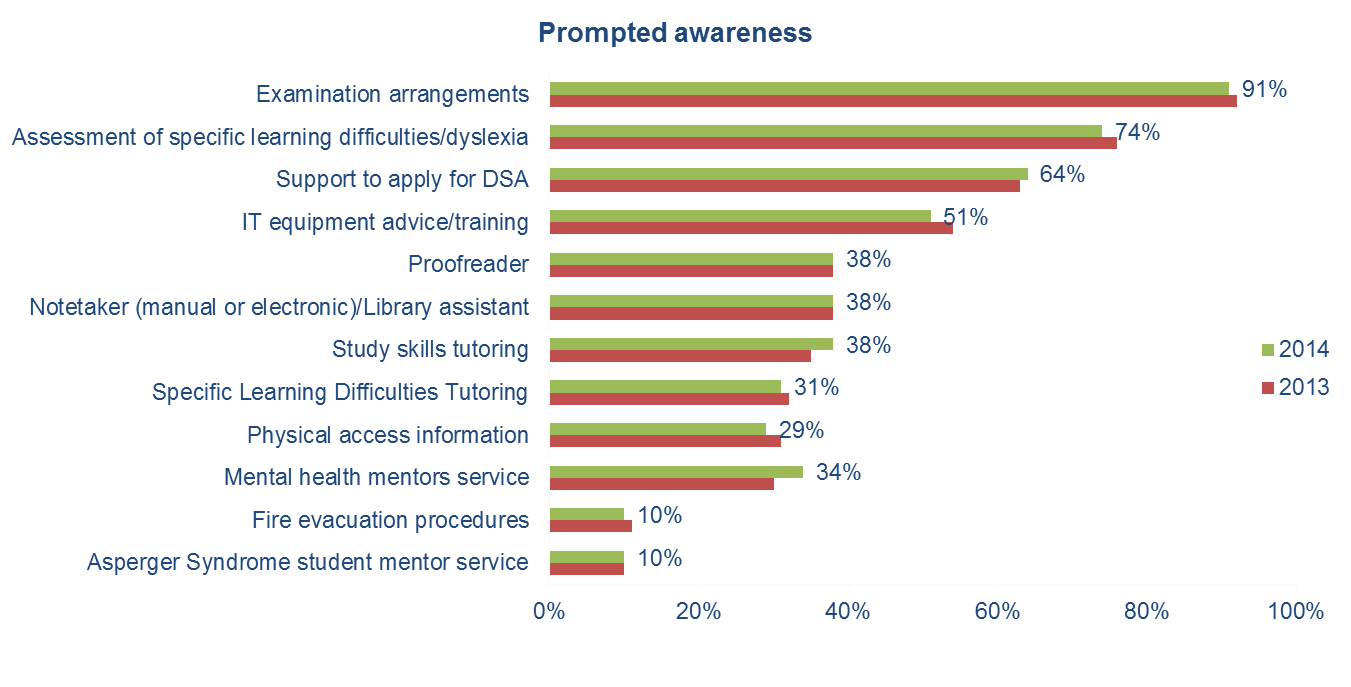 Prompted awareness
Examination arrangements 91%
Assessment of specific learning difficulties/dyslexia 74%
Support to apply for DSA 64%
IT equipment advice/training 51%
Proofreader 38%
Notetaker (manual or electronic)/Library assistant 38%
Study skills tutoring 38%
Specific Learning Difficulties Tutoring 31%
Physical access information 29%
Mental health mentors service 34%
Fire evacuation procedures 10%
Asperger Syndrome student mentor service 10%
2014
2013
0% 20% 40% 60% 80% 100%